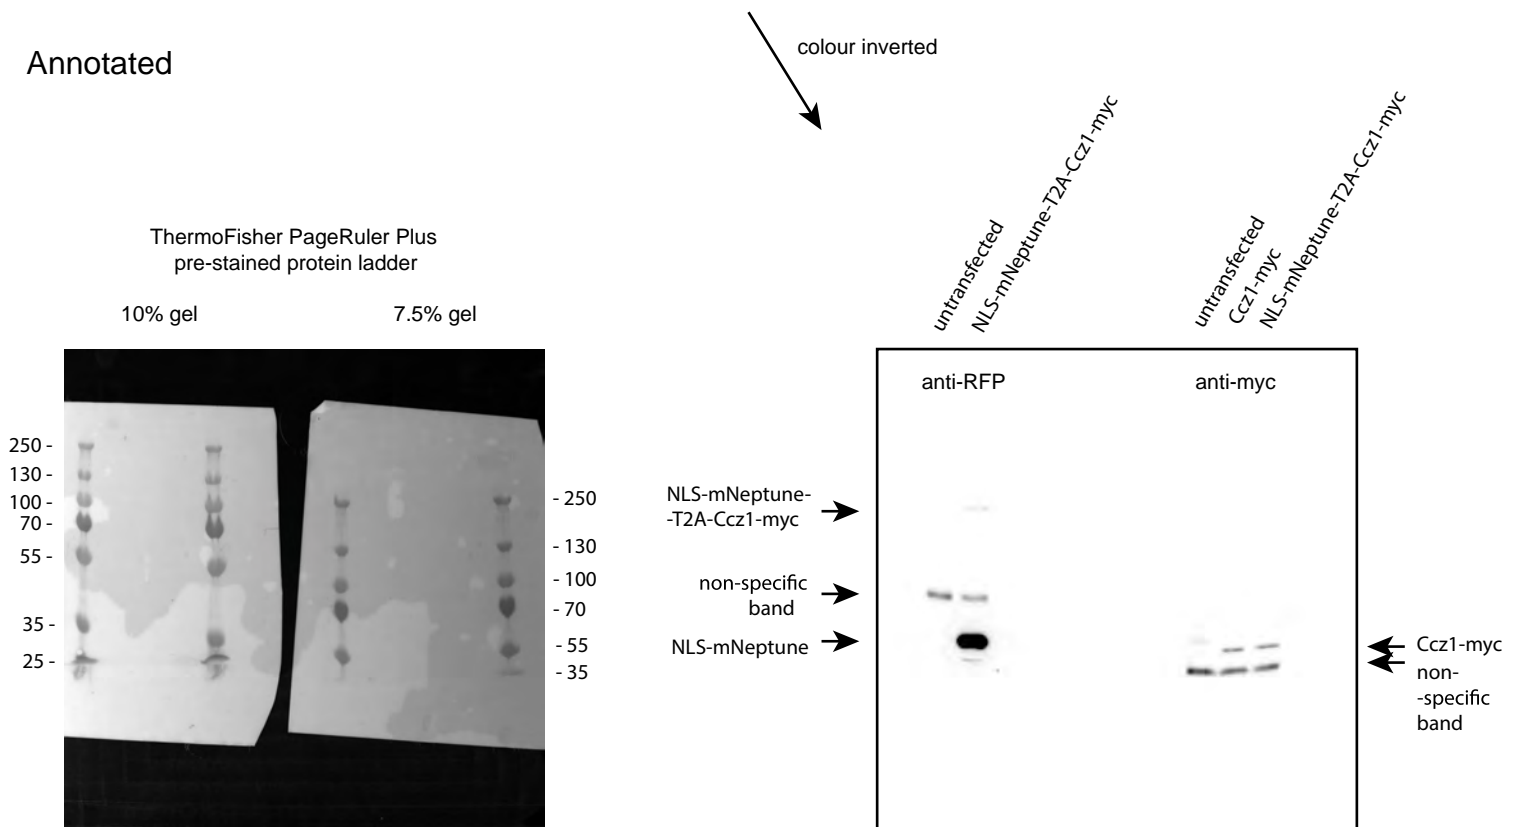 Annotated
colour inverted
ThermoFisher PageRuler Plus
pre-stained protein ladder
10% gel
7.5% gel
250 -
130 -
100 -
70 -
55 -
35 -
25 -
- 250
- 130
- 100
- 70
- 55
- 35
untransfected
NLS-mNeptune-T2A-Ccz1-myc
untransfected
Ccz1-myc
NLS-mNeptune-T2A-Ccz1-myc
anti-RFP
anti-myc
NLS-mNeptune-
-T2A-Ccz1-myc
non-specific
band
NLS-mNeptune
Ccz1-myc
non-
-specific
band